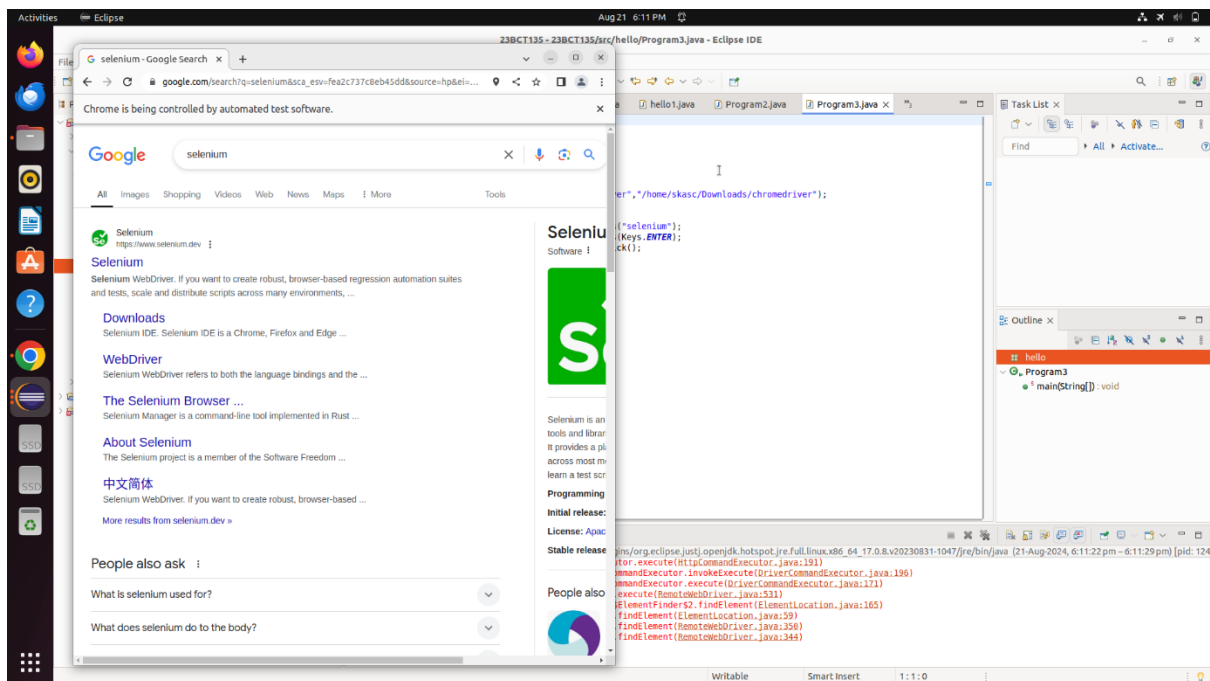 Activities
Eclipse
Aug 21 6:11 PM
23BCT135 - 23BCT135/src/hello/Program3.java - Eclipse IDE
File
selenium - Google Search
google.com/search?q=selenium&sca_esv=fea2c737c8eb45dd&source=hp&ei=...
Chrome is being controlled by automated test software.
Google
selenium
All Images Shopping Videos Web News Maps More Tools
Selenium
https://www.selenium.dev
Selenium
Selenium WebDriver. If you want to create robust, browser-based regression automation suites
and tests, scale and distribute scripts across many environments, ...
Downloads
Selenium IDE. Selenium IDE is a Chrome, Firefox and Edge ...
WebDriver
Selenium WebDriver refers to both the language bindings and the ...
The Selenium Browser ...
Selenium Manager is a command-line tool implemented in Rust ...
About Selenium
The Selenium project is a member of the Software Freedom ...
中文简体
Selenium WebDriver. If you want to create robust, browser-based ...
More results from selenium.dev »
People also ask
What is selenium used for?
What does selenium do to the body?
Seleniu
Software
Se
Selenium is an
tools and librar
It provides a pl
across most m
learn a test scr
Programming
Initial release:
License: Apac
Stable release
People also
hello1.java
Program2.java
Program3.java
er","/home/skasc/Downloads/chromedriver");
("selenium");
(Keys.ENTER);
ck();
Task List
Find
All
Activate...
Outline
hello
Program3
main(String[]) : void
gins/org.eclipse.justj.openjdk.hotspot.jre.full.linux.x86_64_17.0.8.v20230831-1047/jre/bin/java (21-Aug-2024, 6:11:22 pm – 6:11:29 pm) [pid: 124
tor.execute(HttpCommandExecutor.java:191)
mmandExecutor.invokeExecute(DriverCommandExecutor.java:196)
mmandExecutor.execute(DriverCommandExecutor.java:171)
.execute(RemoteWebDriver.java:531)
$ElementFinder$2.findElement(ElementLocation.java:165)
.findElement(ElementLocation.java:59)
.findElement(RemoteWebDriver.java:350)
.findElement(RemoteWebDriver.java:344)
SSD
SSD
Writable
Smart Insert
1 : 1 : 0